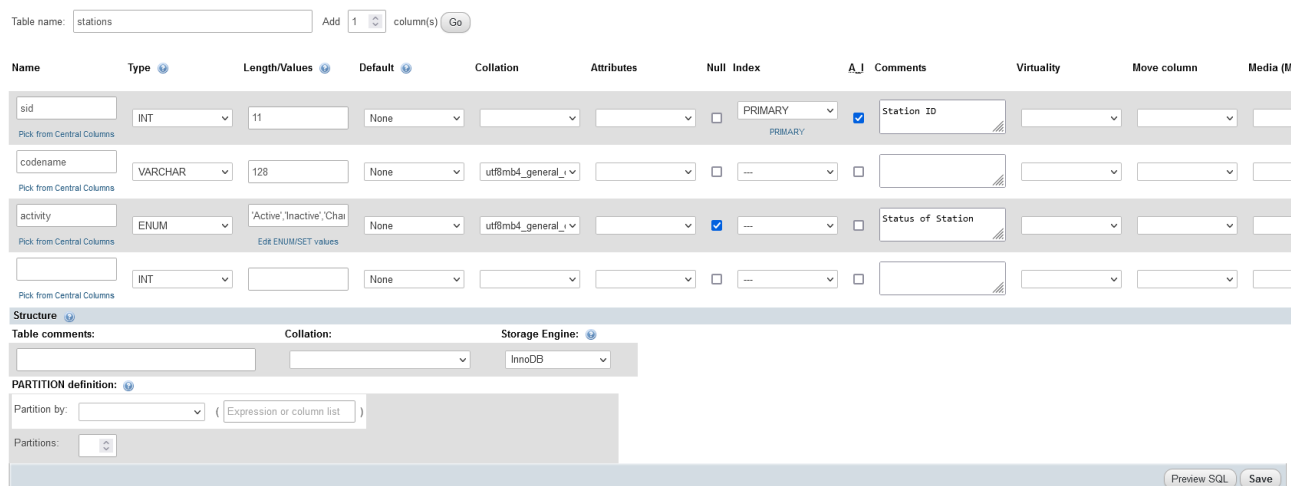 Table name: stations Add 1 column(s) Go
Name Type Length/Values Default Collation Attributes Null Index A_I Comments Virtuality Move column Media (M
sid INT 11 None PRIMARY Station ID
Pick from Central Columns PRIMARY
codename VARCHAR 128 None utf8mb4_general_ ---
Pick from Central Columns
activity ENUM 'Active','Inactive','Cha None utf8mb4_general_ --- Status of Station
Pick from Central Columns Edit ENUM/SET values
INT None ---
Pick from Central Columns
Structure
Table comments: Collation: Storage Engine:
InnoDB
PARTITION definition:
Partition by: ( Expression or column list )
Partitions:
Preview SQL Save